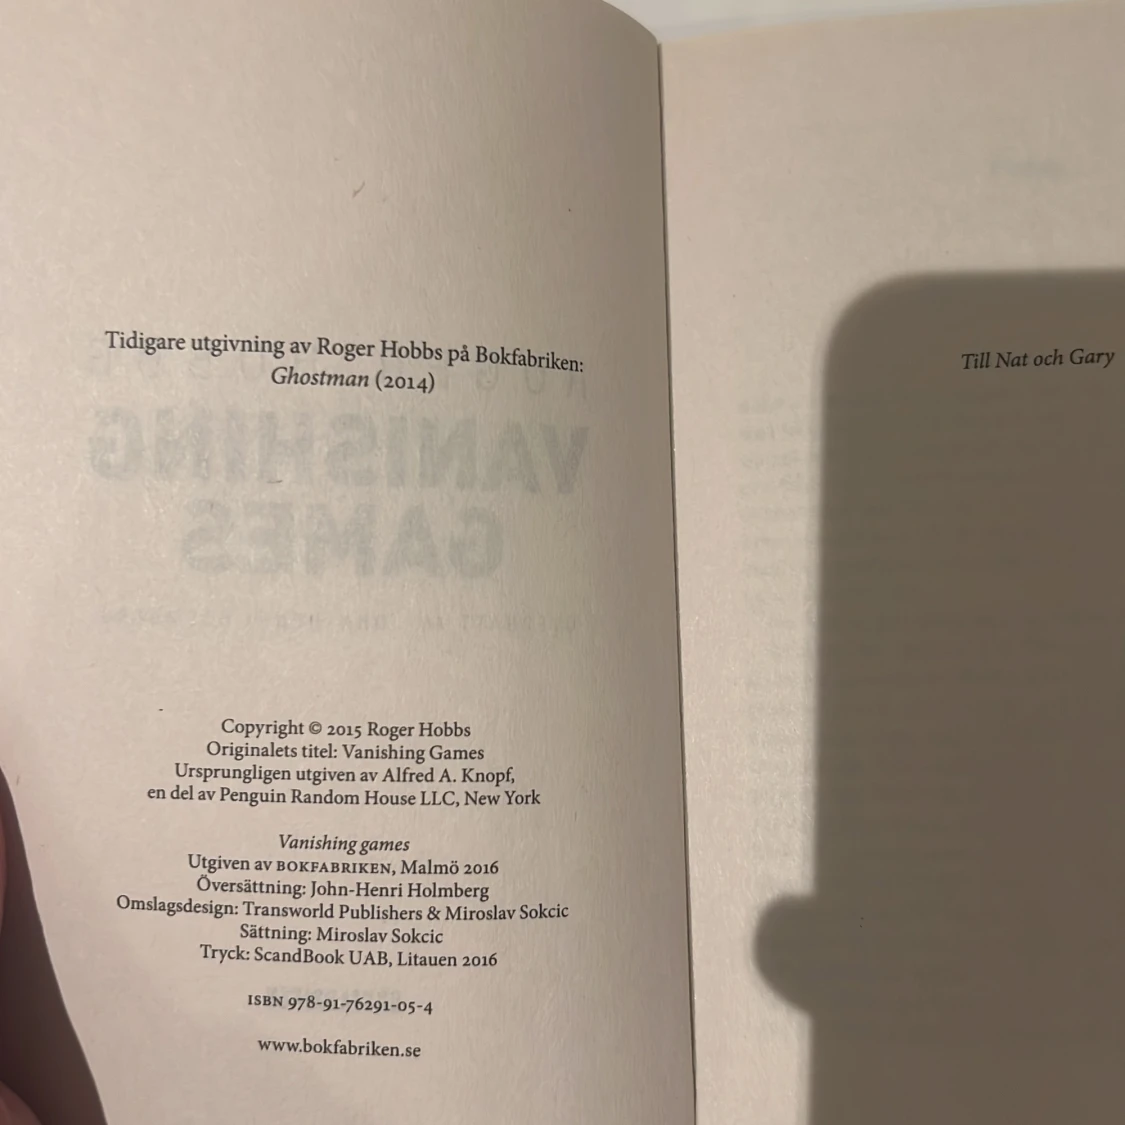 Tidigare utgivning av Roger Hobbs på Bokfabriken:
Ghostman (2014)
VANISHING
GAMES
Copyright © 2015 Roger Hobbs
Originalets titel: Vanishing Games
Ursprungligen utgiven av Alfred A. Knopf,
en del av Penguin Random House LLC, New York
Vanishing games
Utgiven av BOKFABRIKEN, Malmö 2016
Översättning: John-Henri Holmberg
Omslagsdesign: Transworld Publishers & Miroslav Sokcic
Sättning: Miroslav Sokcic
Tryck: ScandBook UAB, Litauen 2016
ISBN 978-91-76291-05-4
www.bokfabriken.se
Till Nat och Gary